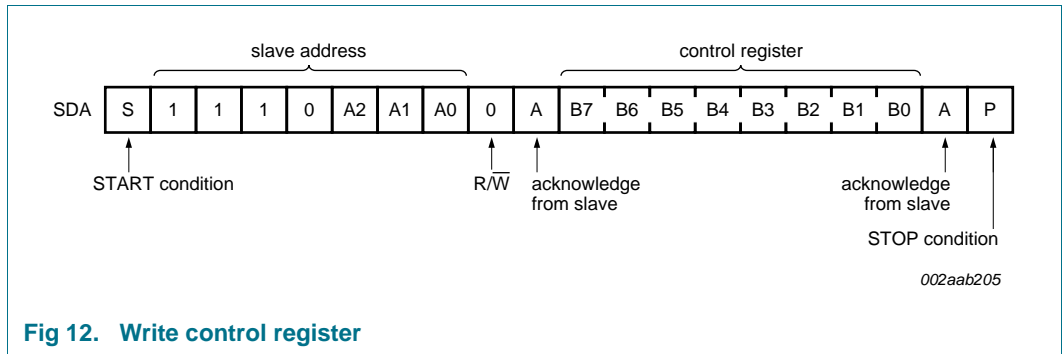 slave address control register
SDA S 1 1 1 0 A2 A1 A0 0 A B7 B6 B5 B4 B3 B2 B1 B0 A P
START condition R/W̅ acknowledge from slave acknowledge from slave
STOP condition
002aab205
Fig 12. Write control register